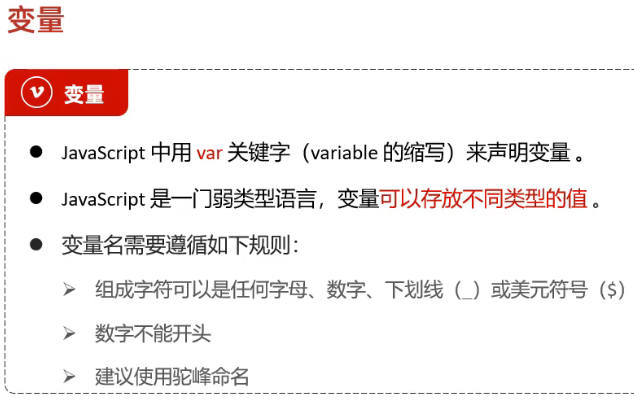 变量
变量
JavaScript 中用 var 关键字（variable 的缩写）来声明变量 。
JavaScript 是一门弱类型语言，变量可以存放不同类型的值 。
变量名需要遵循如下规则：
组成字符可以是任何字母、数字、下划线（_）或美元符号（$）
数字不能开头
建议使用驼峰命名